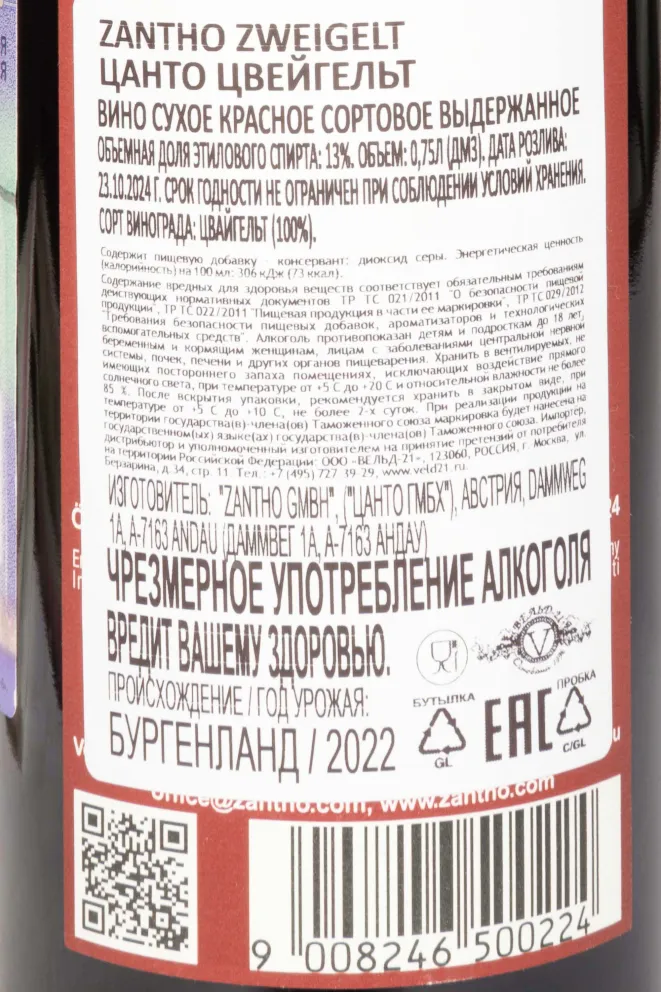 ZANTHO ZWEIGELT
ЦАНТО ЦВЕЙГЕЛЬТ
ВИНО СУХОЕ КРАСНОЕ СОРТОВОЕ ВЫДЕРЖАННОЕ
ОБЪЕМНАЯ ДОЛЯ ЭТИЛОВОГО СПИРТА: 13%. ОБЪЕМ: 0,75Л (ДМ3). ДАТА РОЗЛИВА:
23.10.2024 Г. СРОК ГОДНОСТИ НЕ ОГРАНИЧЕН ПРИ СОБЛЮДЕНИИ УСЛОВИЙ ХРАНЕНИЯ.
СОРТ ВИНОГРАДА: ЦВАЙГЕЛЬТ (100%).
Содержит пищевую добавку - консервант: диоксид серы. Энергетическая ценность
(калорийность) на 100 мл: 306 кДж (73 ккал).
Содержание вредных для здоровья веществ соответствует обязательным требованиям
действующих нормативных документов ТР ТС 021/2011 "О безопасности пищевой
продукции", ТР ТС 022/2011 "Пищевая продукция в части ее маркировки", ТР ТС 029/2012
"Требования безопасности пищевых добавок, ароматизаторов и технологических
вспомогательных средств". Алкоголь противопоказан детям и подросткам до 18 лет,
беременным и кормящим женщинам, лицам с заболеваниями центральной нервной
системы, почек, печени и других органов пищеварения. Хранить в вентилируемых, не
имеющих постороннего запаха помещениях, исключающих воздействие прямого
солнечного света, при температуре от +5 С до +20 С и относительной влажности не более
85 %. После вскрытия упаковки, рекомендуется хранить в закрытом виде, при
температуре от +5 С до +10 С, не более 2-х суток. При реализации продукции на
территории государства(в)-члена(ов) Таможенного союза маркировка будет нанесена на
государственном(ых) языке(ах) государства(в)-члена(ов) Таможенного союза. Импортер,
дистрибьютор и уполномоченный изготовителем на принятие претензий от потребителя
на территории Российской Федерации: ООО «ВЕЛЬД-21», 123060, РОССИЯ, г. Москва, ул.
Берзарина, д.34, стр. 11. Тел.: +7 (495) 727-39-29, www.veld21.ru.
ИЗГОТОВИТЕЛЬ: "ZANTHO GMBH", ("ЦАНТО ГМБХ"), АВСТРИЯ, DAMMWEG
1A, A-7163 ANDAU (ДАММВЕГ 1А, А-7163 АНДАУ)
ЧРЕЗМЕРНОЕ УПОТРЕБЛЕНИЕ АЛКОГОЛЯ
ВРЕДИТ ВАШЕМУ ЗДОРОВЬЮ.
ВЕЛЬД-21
V
ПРОИСХОЖДЕНИЕ / ГОД УРОЖАЯ:
БУРГЕНЛАНД / 2022
БУТЫЛКА
GL
EAC
ПРОБКА
C/GL
office@zantho.com, www.zantho.com
9 008246 500224